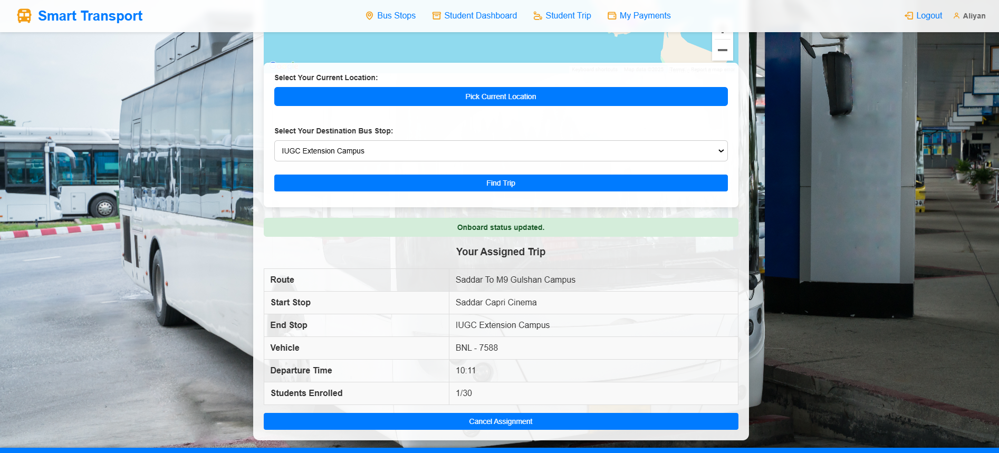 Smart Transport
Bus Stops
Student Dashboard
Student Trip
My Payments
Logout
Aliyan
Google
Keyboard shortcuts
Map data ©2025
Terms
Report a map error
Select Your Current Location:
Pick Current Location
Select Your Destination Bus Stop:
IUGC Extension Campus
Find Trip
Onboard status updated.
Your Assigned Trip
Route Saddar To M9 Gulshan Campus
Start Stop Saddar Capri Cinema
End Stop IUGC Extension Campus
Vehicle BNL - 7588
Departure Time 10:11
Students Enrolled 1/30
Cancel Assignment